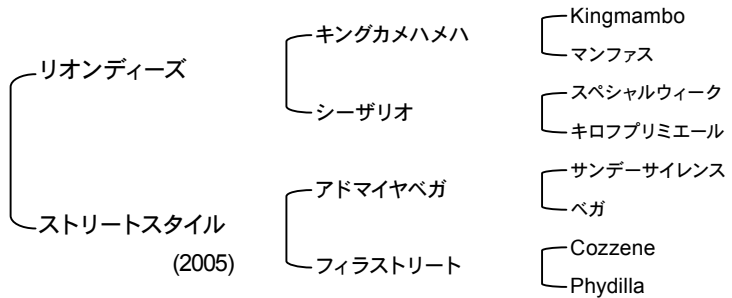 リオンディーズ
ストリートスタイル
(2005)
キングカメハメハ
シーザリオ
アドマイヤベガ
フィラストリート
Kingmambo
マンファス
スペシャルウィーク
キロフプリミエール
サンデーサイレンス
ベガ
Cozzene
Phydilla